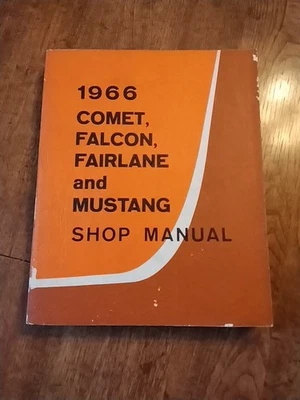 1966
COMET,
FALCON,
FAIRLANE
and
MUSTANG
SHOP MANUAL